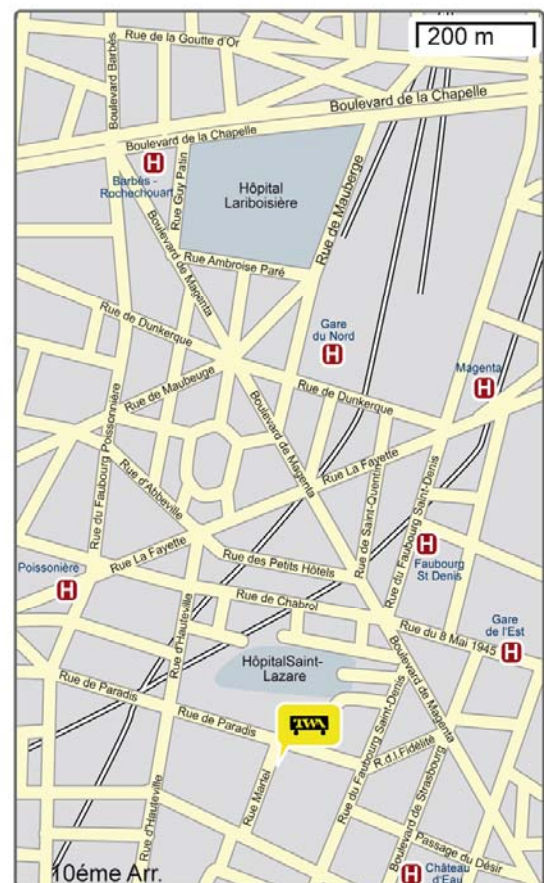 Rue de la Goutte d'Or
200 m
Boulevard Barbès
Boulevard de la Chapelle
Boulevard de la Chapelle
H
Barbès -
Rochechouart
Rue Guy Patin
Hôpital
Lariboisière
Rue de Mauberge
Boulevard de Magenta
Rue Ambroise Paré
Rue de Dunkerque
Gare
du Nord
H
Magenta
H
Rue de Maubeuge
Rue de Dunkerque
Boulevard de Magenta
Rue du Faubourg Poissonnière
Rue d'Abbeville
Rue La Fayette
Rue de Saint-Quentin
Rue du Faubourg Saint-Denis
H
Faubourg
St Denis
Rue La Fayette
Rue des Petits Hôtels
Poissonière
H
Rue de Chabrol
Gare
de l'Est
H
Rue du 8 Mai 1945
Rue d'Hauteville
HôpitalSaint-
Lazare
Boulevard de Magenta
Rue de Paradis
Rue de Paradis
TWA
Rue du Faubourg Saint-Denis
R.d.l.Fidélité
Rue Martel
Boulevard de Strasbourg
Rue d'Hauteville
Passage du Désir
H
Château
d'Eau
10éme Arr.